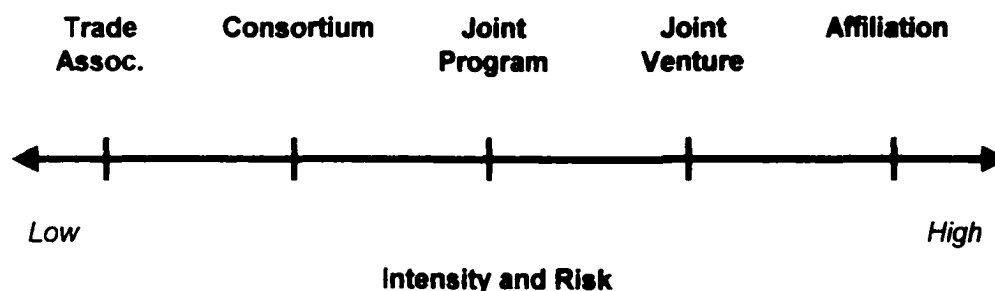 Trade Consortium Joint Joint Affiliation
Assoc. Program Venture
Low High
Intensity and Risk